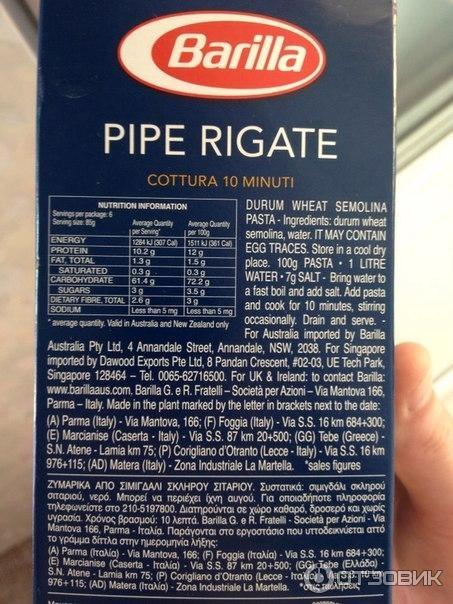 Barilla
PIPE RIGATE
COTTURA 10 MINUTI
NUTRITION INFORMATION
Servings per package: 6
Serving size: 85g
Average Quantity per Serving*
Average Quantity per 100g
ENERGY 1284 kJ (307 Cal) 1511 kJ (361 Cal)
PROTEIN 10.2 g 12 g
FAT, TOTAL 1.3 g 1.5 g
SATURATED 0.3 g 0.3 g
CARBOHYDRATE 61.4 g 72.2 g
SUGARS 3 g 3.5 g
DIETARY FIBRE, TOTAL 2.6 g 3 g
SODIUM Less than 5 mg Less than 5 mg
* average quantity. Valid in Australia and New Zealand only
DURUM WHEAT SEMOLINA
PASTA - Ingredients: durum wheat
semolina, water. IT MAY CONTAIN
EGG TRACES. Store in a cool dry
place. 100g PASTA • 1 LITRE
WATER • 7g SALT - Bring water to
a fast boil and add salt. Add pasta
and cook for 10 minutes, stirring
occasionally. Drain and serve. -
For Australia imported by Barilla
Australia Pty Ltd, 4 Annandale Street, Annandale, NSW, 2038. For Singapore
imported by Dawood Exports Pte Ltd, 8 Pandan Crescent, #02-03, UE Tech Park,
Singapore 128464 – Tel. 0065-62716500. For UK & Ireland: to contact Barilla:
www.barillaus.com. Barilla G. e R. Fratelli – Società per Azioni - Via Mantova 166,
Parma – Italy. Made in the plant marked by the letter in brackets next to the date:
(A) Parma (Italy) - Via Mantova, 166; (F) Foggia (Italy) - Via S.S. 16 km 684+300;
(E) Marcianise (Caserta - Italy) - Via S.S. 87 km 20+500; (GG) Tebe (Greece) -
S.N. Atene - Lamia km 75; (P) Corigliano d'Otranto (Lecce - Italy) - Via S.S. 16 km
976+115; (AD) Matera (Italy) - Zona Industriale La Martella. *sales figures
ΖΥΜΑΡΙΚΑ ΑΠΟ ΣΙΜΙΓΔΑΛΙ ΣΚΛΗΡΟΥ ΣΙΤΑΡΙΟΥ. Συστατικά: σιμιγδάλι σκληρού
σιταριού, νερό. Μπορεί να περιέχει ίχνη αυγού. Για οποιαδήποτε πληροφορία
τηλεφωνείστε στο 210-5197800. Διατηρούνται σε χώρο καθαρό, δροσερό και χωρίς
υγρασία. Χρόνος βρασμού: 10 λεπτά. Barilla G. e R. Fratelli - Società per Azioni - Via
Mantova 166, Parma - Italia. Παράγονται στο εργοστάσιο που υποδεικνύεται απτό
το γράμμα δίπλα στην ημερομηνία λήξης:
(A) Parma (Ιταλία) - Via Mantova, 166; (F) Foggia (Ιταλία) - Via S.S. 16 km 684+300;
(E) Marcianise (Caserta - Ιταλία) - Via S.S. 87 km 20+500; (GG) Tebe (Ελλάδα) -
S.N. Atene - Lamia km 75; (P) Corigliano d'Otranto (Lecce - Ιταλία)
976+115; (AD) Matera (Ιταλία) - Zona Industriale La Martella.
ОТЗОВИК